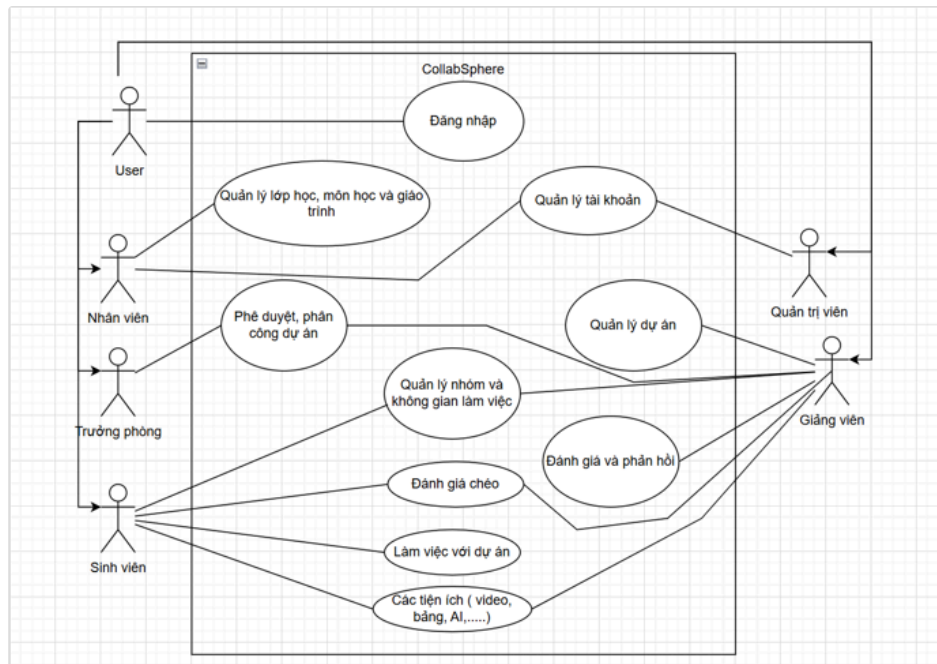 CollabSphere
Đăng nhập
User
Quản lý lớp học, môn học và giáo
trình
Quản lý tài khoản
Nhân viên
Quản trị viên
Phê duyệt, phân
công dự án
Quản lý dự án
Trưởng phòng
Quản lý nhóm và
không gian làm việc
Giảng viên
Đánh giá và phản hồi
Đánh giá chéo
Sinh viên
Làm việc với dự án
Các tiện ích ( video,
bảng, AI,.....)